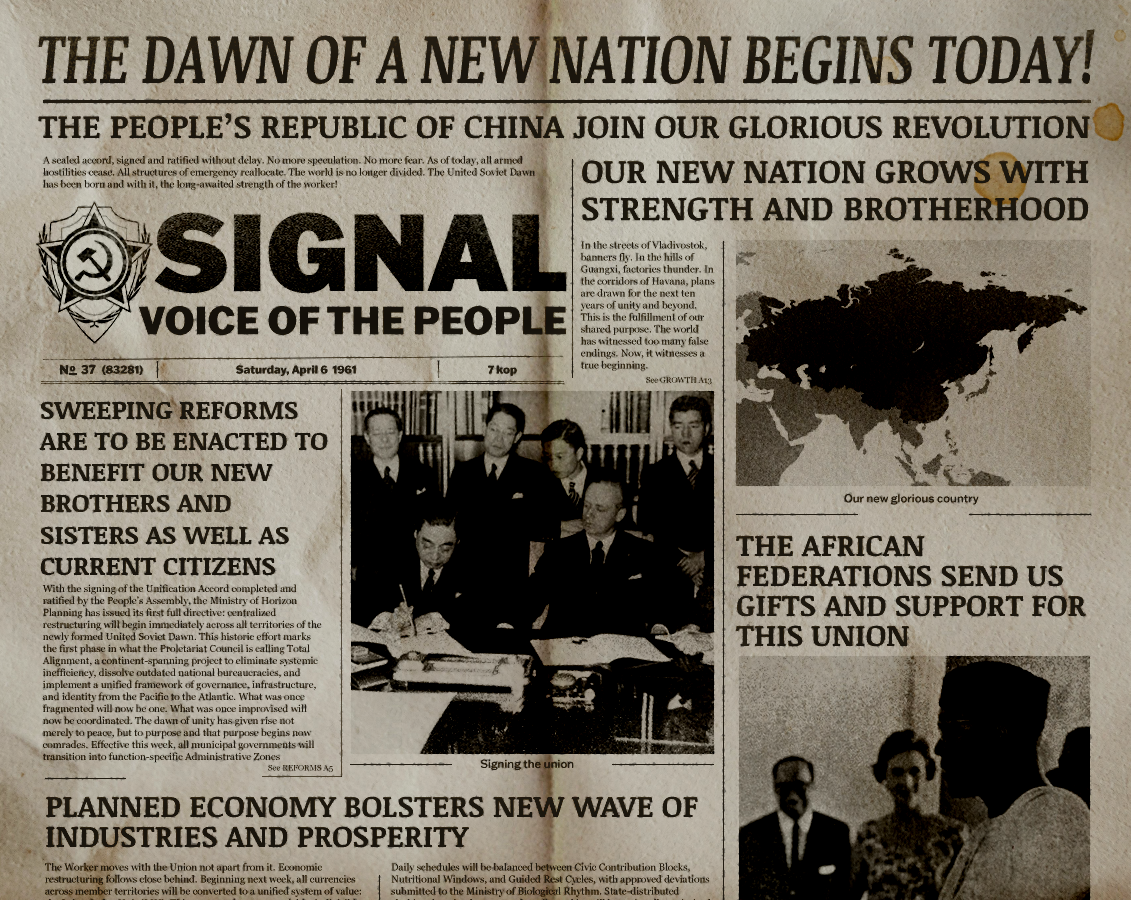 THE DAWN OF A NEW NATION BEGINS TODAY!
THE PEOPLE'S REPUBLIC OF CHINA JOIN OUR GLORIOUS REVOLUTION
A sealed accord, signed and ratified without delay. No more speculation. No more fear. As of today, all armed
hostilities cease. All structures of emergency reallocate. The world is no longer divided. The United Soviet Dawn
has been born and with it, the long-awaited strength of the worker!
SIGNAL
VOICE OF THE PEOPLE
№ 37 (83281)
Saturday, April 6 1961
7 kop
OUR NEW NATION GROWS WITH
STRENGTH AND BROTHERHOOD
In the streets of Vladivostok,
banners fly. In the hills of
Guangxi, factories thunder. In
the corridors of Havana, plans
are drawn for the next ten
years of unity and beyond.
This is the fulfillment of our
shared purpose. The world
has witnessed too many false
endings. Now, it witnesses a
true beginning.
See GROWTH A13
Our new glorious country
SWEEPING REFORMS
ARE TO BE ENACTED TO
BENEFIT OUR NEW
BROTHERS AND
SISTERS AS WELL AS
CURRENT CITIZENS
With the signing of the Unification Accord completed and
ratified by the People's Assembly, the Ministry of Horizon
Planning has issued its first full directive: centralized
restructuring will begin immediately across all territories of the
newly formed United Soviet Dawn. This historic effort marks
the first phase in what the Proletariat Council is calling Total
Alignment, a continent-spanning project to eliminate systemic
inefficiency, dissolve outdated national bureaucracies, and
implement a unified framework of governance, infrastructure,
and identity from the Pacific to the Atlantic. What was once
fragmented will now be one. What was once improvised will
now be coordinated. The dawn of unity has given rise not
merely to peace, but to purpose and that purpose begins now
comrades. Effective this week, all municipal governments will
transition into function-specific Administrative Zones
See REFORMS A5
Signing the union
THE AFRICAN
FEDERATIONS SEND US
GIFTS AND SUPPORT FOR
THIS UNION
PLANNED ECONOMY BOLSTERS NEW WAVE OF
INDUSTRIES AND PROSPERITY
The Worker moves with the Union not apart from it. Economic
restructuring follows close behind. Beginning next week, all currencies
across member territories will be converted to a unified system of value:
Daily schedules will be balanced between Civic Contribution Blocks,
Nutritional Windows, and Guided Rest Cycles, with approved deviations
submitted to the Ministry of Biological Rhythm. State-distributed